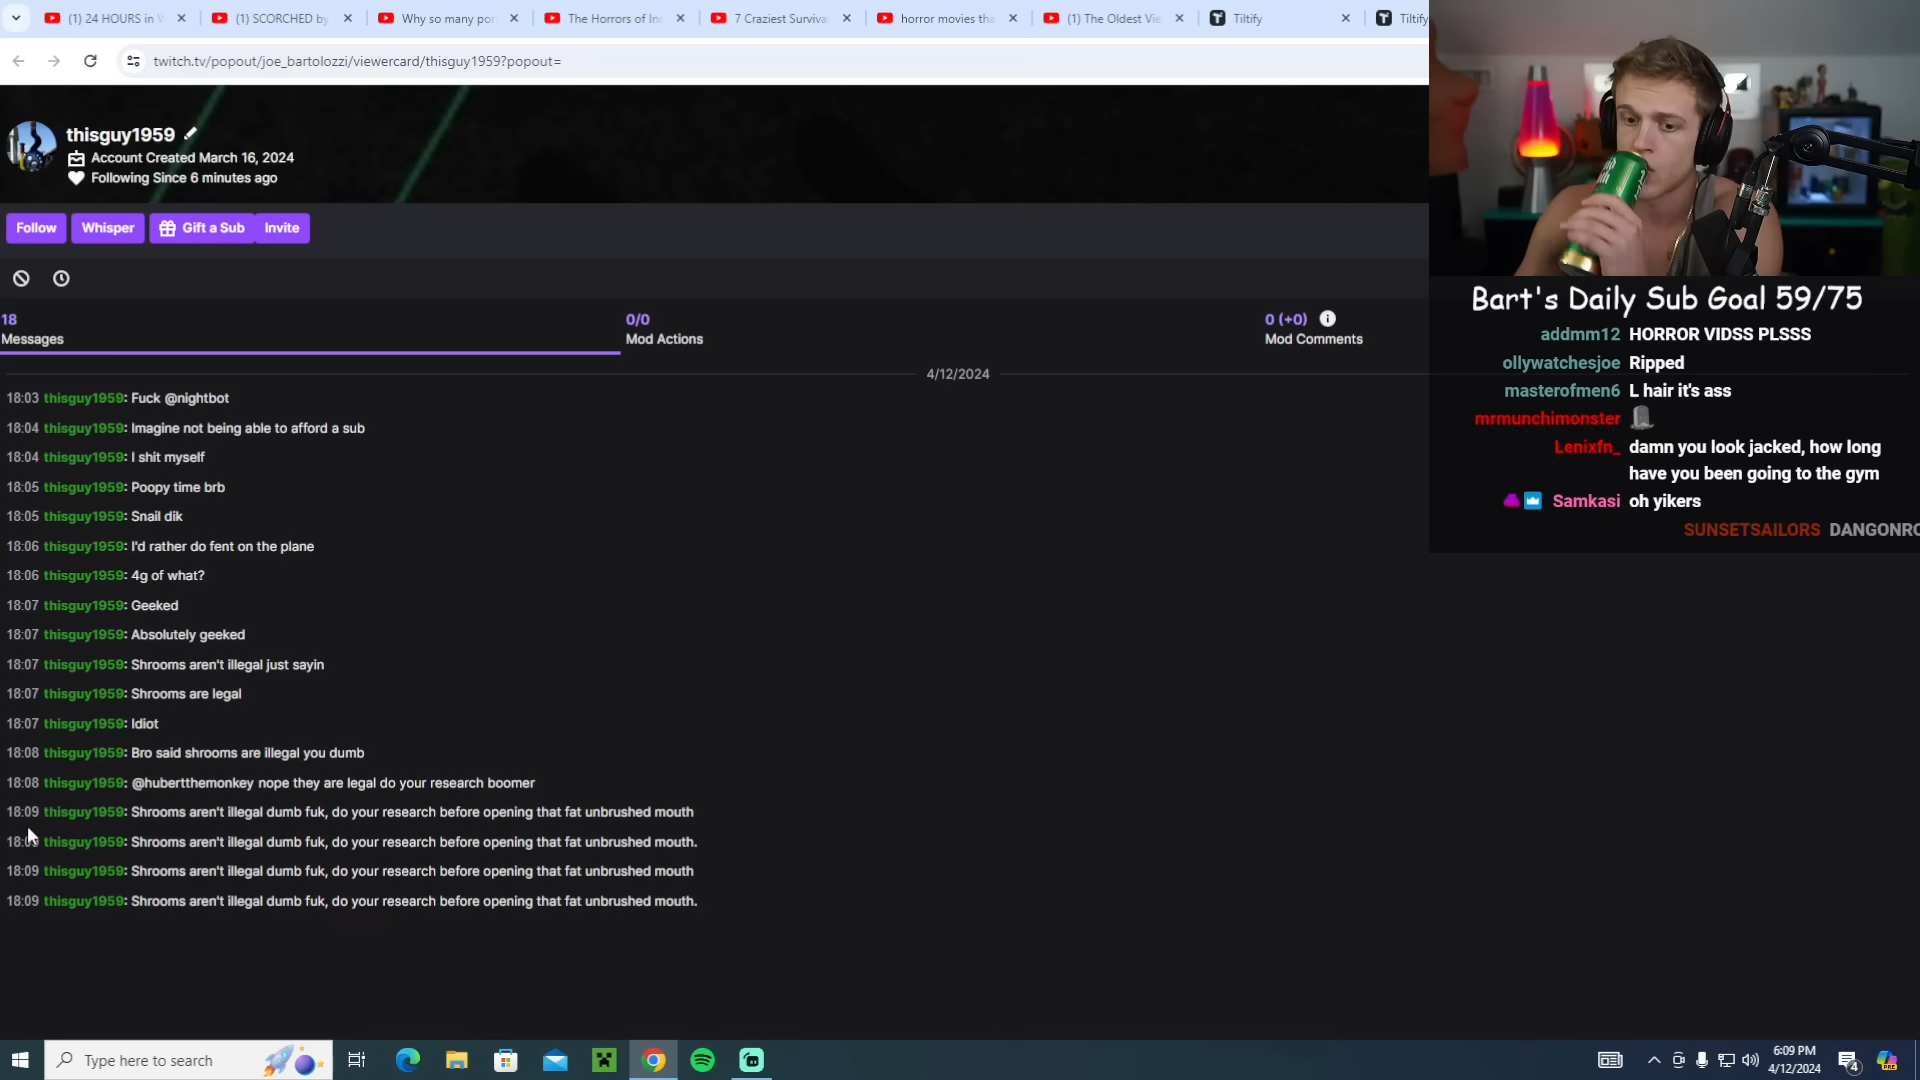 (1) 24 HOURS in V
(1) SCORCHED by
Why so many por
The Horrors of In
7 Craziest Surviva
horror movies tha
(1) The Oldest Vie
Tiltify
Tiltify
twitch.tv/popout/joe_bartolozzi/viewercard/thisguy1959?popout=
thisguy1959
Account Created March 16, 2024
Following Since 6 minutes ago
Follow
Whisper
Gift a Sub
Invite
18
Messages
0/0
Mod Actions
0 (+0)
Mod Comments
4/12/2024
18:03 thisguy1959: Fuck @nightbot
18:04 thisguy1959: Imagine not being able to afford a sub
18:04 thisguy1959: I shit myself
18:05 thisguy1959: Poopy time brb
18:05 thisguy1959: Snail dik
18:06 thisguy1959: I'd rather do fent on the plane
18:06 thisguy1959: 4g of what?
18:07 thisguy1959: Geeked
18:07 thisguy1959: Absolutely geeked
18:07 thisguy1959: Shrooms aren't illegal just sayin
18:07 thisguy1959: Shrooms are legal
18:07 thisguy1959: Idiot
18:08 thisguy1959: Bro said shrooms are illegal you dumb
18:08 thisguy1959: @hubertthemonkey nope they are legal do your research boomer
18:09 thisguy1959: Shrooms aren't illegal dumb fuk, do your research before opening that fat unbrushed mouth
thisguy1959: Shrooms aren't illegal dumb fuk, do your research before opening that fat unbrushed mouth.
18:09 thisguy1959: Shrooms aren't illegal dumb fuk, do your research before opening that fat unbrushed mouth
18:09 thisguy1959: Shrooms aren't illegal dumb fuk, do your research before opening that fat unbrushed mouth.
Bart's Daily Sub Goal 59/75
addmm12 HORROR VIDSS PLSSS
ollywatchesjoe Ripped
masterofmen6 L hair it's ass
mrmunchimonster
Lenixfn_ damn you look jacked, how long
have you been going to the gym
Samkasi oh yikers
SUNSETSAILORS DANGONRO
Type here to search
6:09 PM
4/12/2024
4